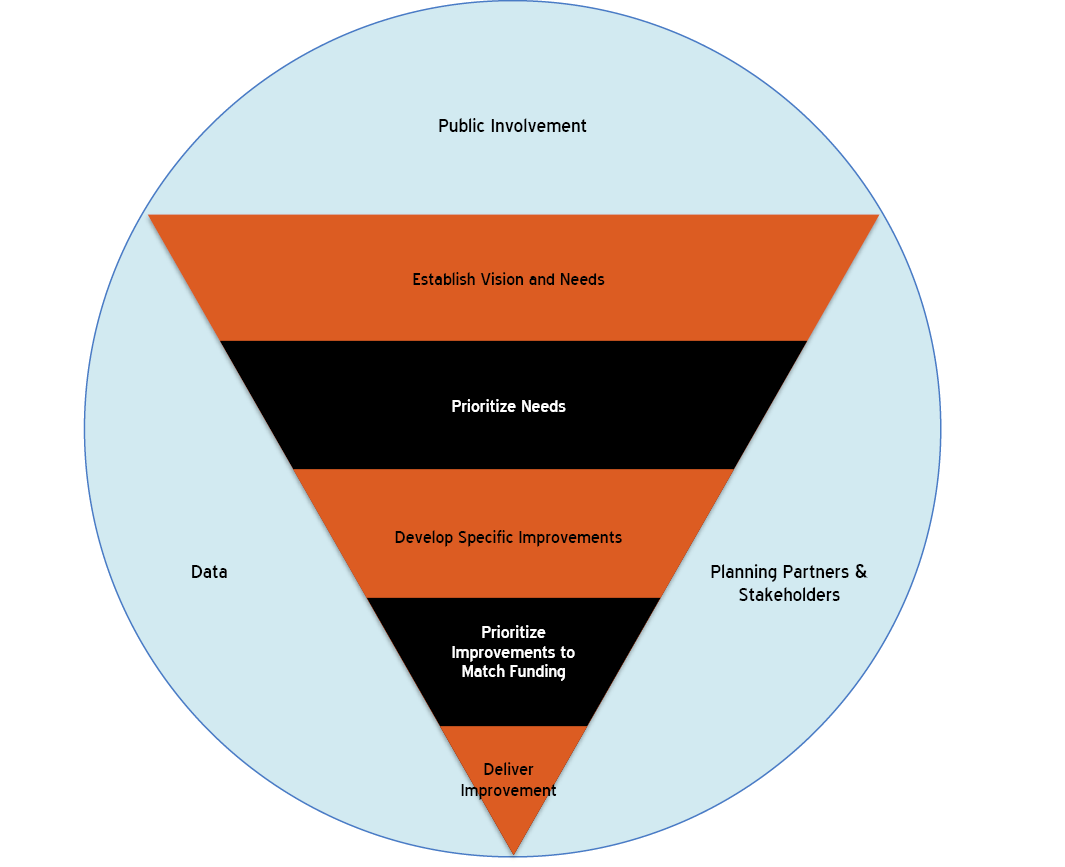 Public Involvement
Establish Vision and Needs
Prioritize Needs
Develop Specific Improvements
Data
Planning Partners &
Stakeholders
Prioritize
Improvements to
Match Funding
Deliver
Improvement